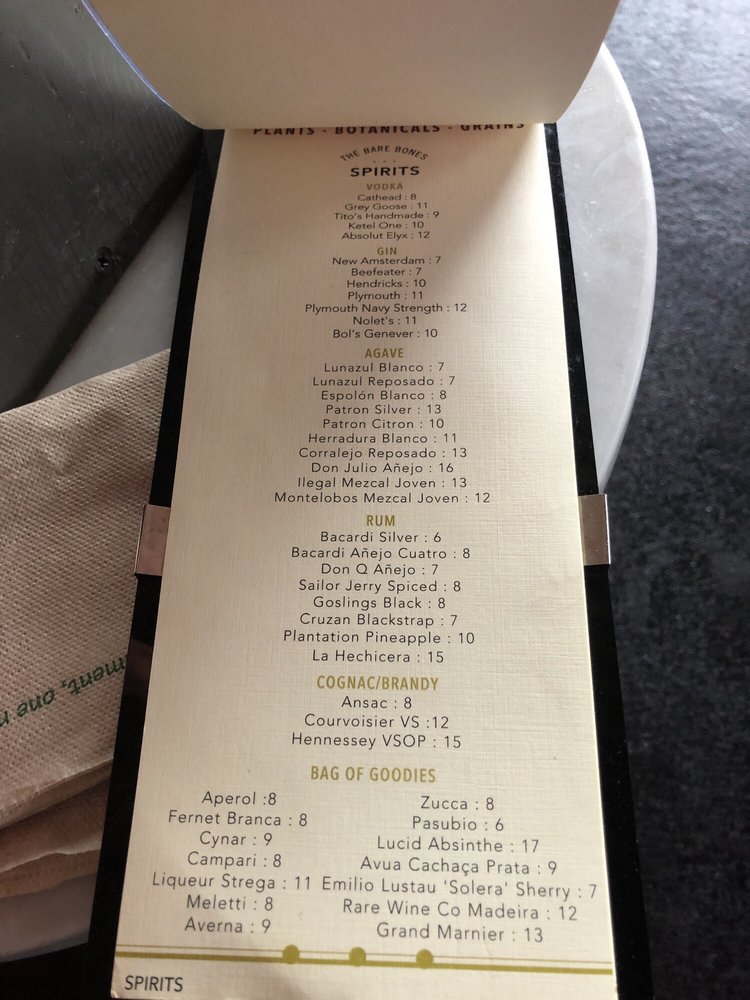 PLANTS - BOTANICALS - GRAINS
THE BARE BONES
SPIRITS
VODKA
Cathead : 8
Grey Goose : 11
Tito's Handmade : 9
Ketel One : 10
Absolut Elyx : 12
GIN
New Amsterdam : 7
Beefeater : 7
Hendricks : 10
Plymouth : 11
Plymouth Navy Strength : 12
Nolet's : 11
Bol's Genever : 10
AGAVE
Lunazul Blanco : 7
Lunazul Reposado : 7
Espolón Blanco : 8
Patron Silver : 13
Patron Citron : 10
Herradura Blanco : 11
Corralejo Reposado : 13
Don Julio Añejo : 16
Ilegal Mezcal Joven : 13
Montelobos Mezcal Joven : 12
RUM
Bacardi Silver : 6
Bacardi Añejo Cuatro : 8
Don Q Añejo : 7
Sailor Jerry Spiced : 8
Goslings Black : 8
Cruzan Blackstrap : 7
Plantation Pineapple : 10
La Hechicera : 15
COGNAC/BRANDY
Ansac : 8
Courvoisier VS :12
Hennessey VSOP : 15
BAG OF GOODIES
Aperol :8
Fernet Branca : 8
Cynar : 9
Campari : 8
Liqueur Strega : 11
Meletti : 8
Averna : 9
Zucca : 8
Pasubio : 6
Lucid Absinthe : 17
Avua Cachaça Prata : 9
Emilio Lustau 'Solera' Sherry : 7
Rare Wine Co Madeira : 12
Grand Marnier : 13
SPIRITS
ment, one n